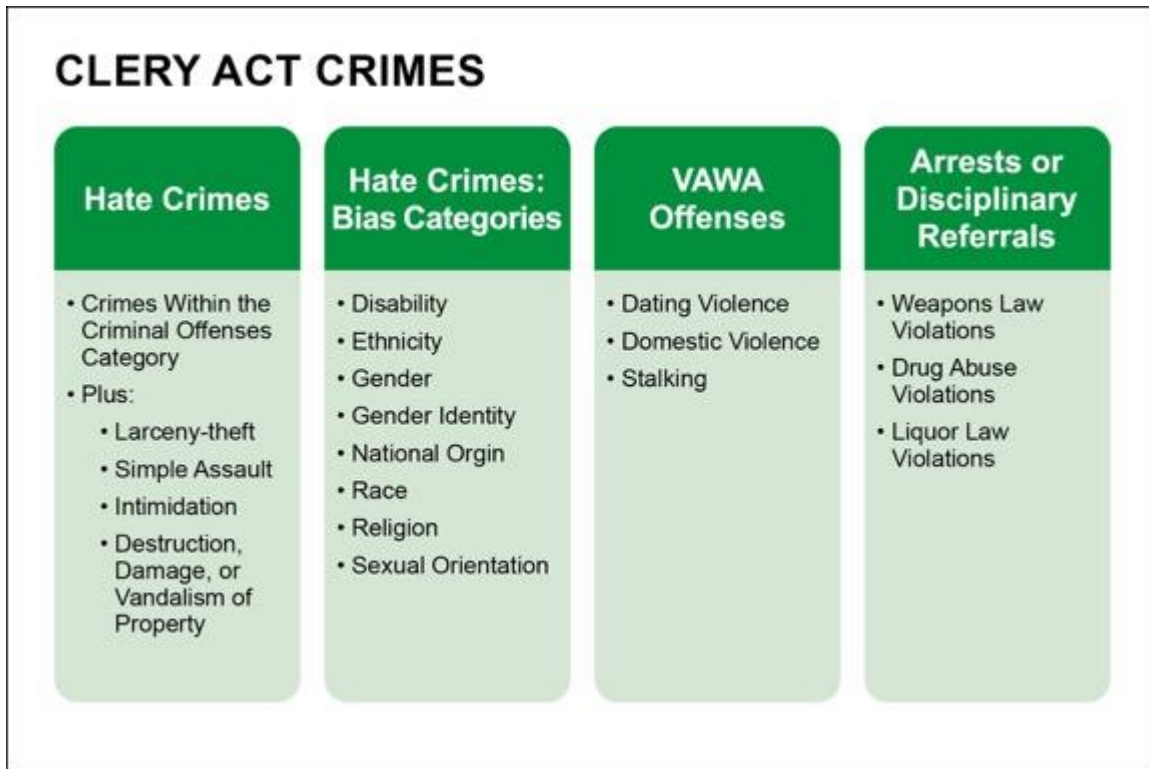 CLERY ACT CRIMES
Hate Crimes
• Crimes Within the
Criminal Offenses
Category
• Plus:
• Larceny-theft
• Simple Assault
• Intimidation
• Destruction,
Damage, or
Vandalism of
Property
Hate Crimes:
Bias Categories
• Disability
• Ethnicity
• Gender
• Gender Identity
• National Orgin
• Race
• Religion
• Sexual Orientation
VAWA
Offenses
• Dating Violence
• Domestic Violence
• Stalking
Arrests or
Disciplinary
Referrals
• Weapons Law
Violations
• Drug Abuse
Violations
• Liquor Law
Violations